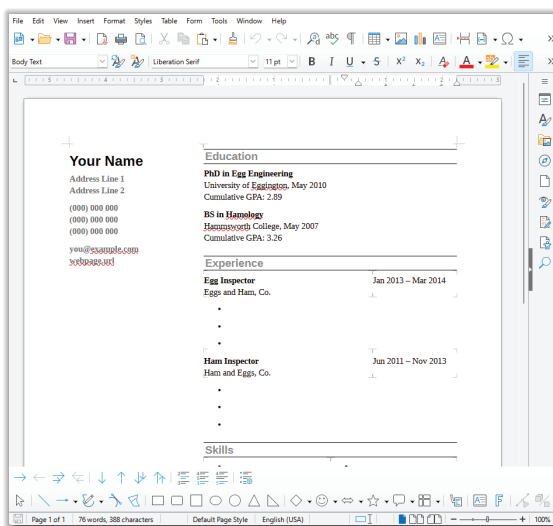 File Edit View Insert Format Styles Table Form Tools Window Help
Body Text Liberation Serif 11 pt B I U S X² X₂ A
Your Name
Address Line 1
Address Line 2
(000) 000 000
(000) 000 000
(000) 000 000
you@example.com
webpage.url
Education
PhD in Egg Engineering
University of Eggington, May 2010
Cumulative GPA: 2.89
BS in Hamology
Hammsworth College, May 2007
Cumulative GPA: 3.26
Experience
Egg Inspector Jan 2013 – Mar 2014
Eggs and Ham, Co.
•
•
•
Ham Inspector Jun 2011 – Nov 2013
Ham and Eggs, Co.
•
•
•
Skills
Page 1 of 1 76 words, 388 characters Default Page Style English (USA) 100%